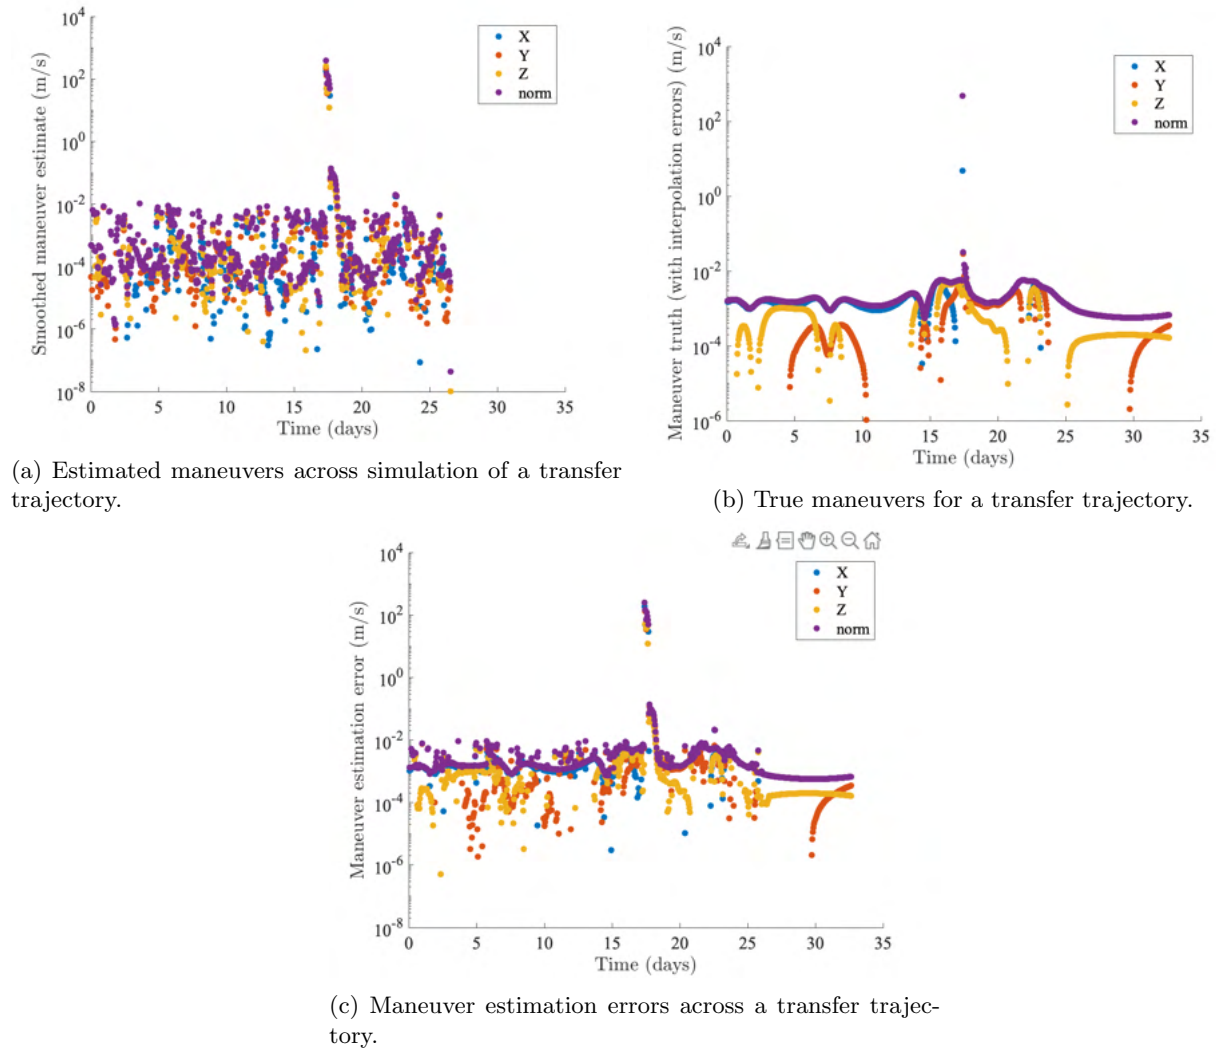 10^4
10^2
10^0
10^-2
10^-4
10^-6
10^-8
Smoothed maneuver estimate (m/s)
X
Y
Z
norm
0 5 10 15 20 25 30 35
Time (days)
(a) Estimated maneuvers across simulation of a transfer
trajectory.
10^4
10^2
10^0
10^-2
10^-4
10^-6
Maneuver truth (with interpolation errors) (m/s)
X
Y
Z
norm
0 5 10 15 20 25 30 35
Time (days)
(b) True maneuvers for a transfer trajectory.
10^4
10^2
10^0
10^-2
10^-4
10^-6
10^-8
Maneuver estimation error (m/s)
X
Y
Z
norm
0 5 10 15 20 25 30 35
Time (days)
(c) Maneuver estimation errors across a transfer trajec-
tory.